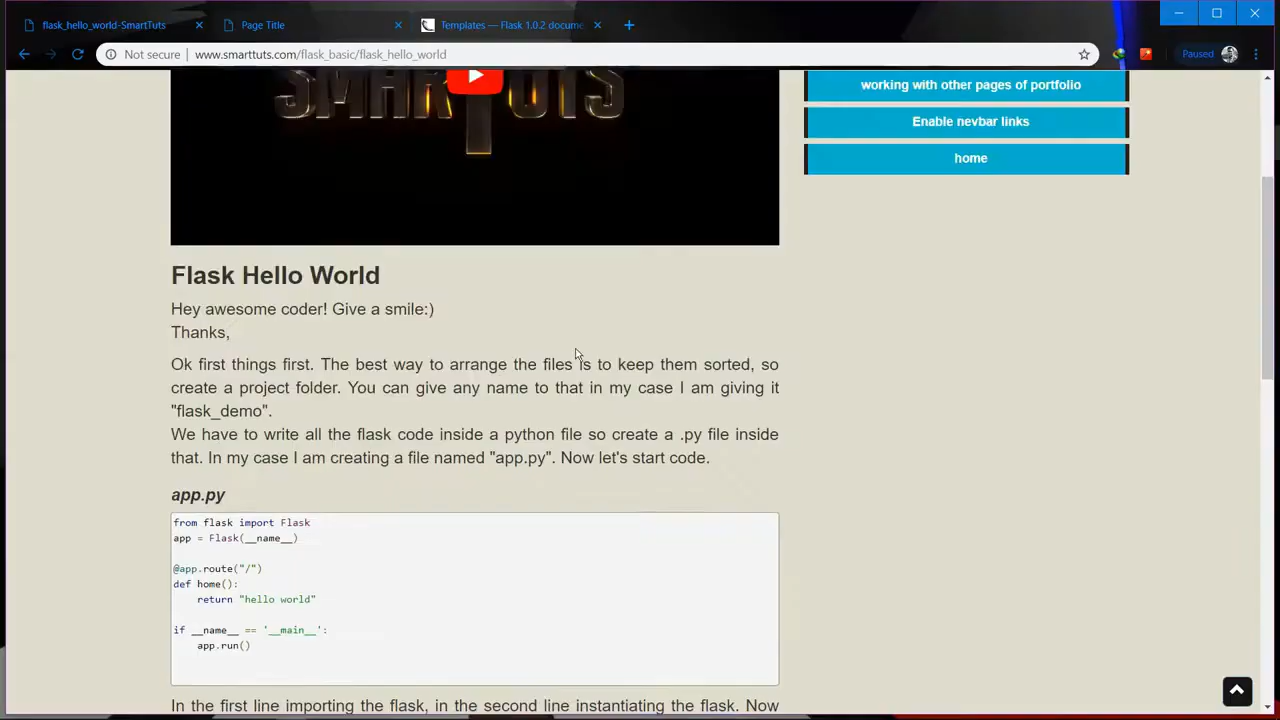 flask_hello_world-SmartTuts
Page Title
Templates — Flask 1.0.2 docume
Not secure
www.smarttuts.com/flask_basic/flask_hello_world
Paused
SMART TUTS
working with other pages of portfolio
Enable nevbar links
home
Flask Hello World
Hey awesome coder! Give a smile:)
Thanks,
Ok first things first. The best way to arrange the files is to keep them sorted, so
create a project folder. You can give any name to that in my case I am giving it
"flask_demo".
We have to write all the flask code inside a python file so create a .py file inside
that. In my case I am creating a file named "app.py". Now let's start code.
app.py
from flask import Flask
app = Flask(__name__)
@app.route("/")
def home():
    return "hello world"
if __name__ == '__main__':
    app.run()
In the first line importing the flask, in the second line instantiating the flask. Now